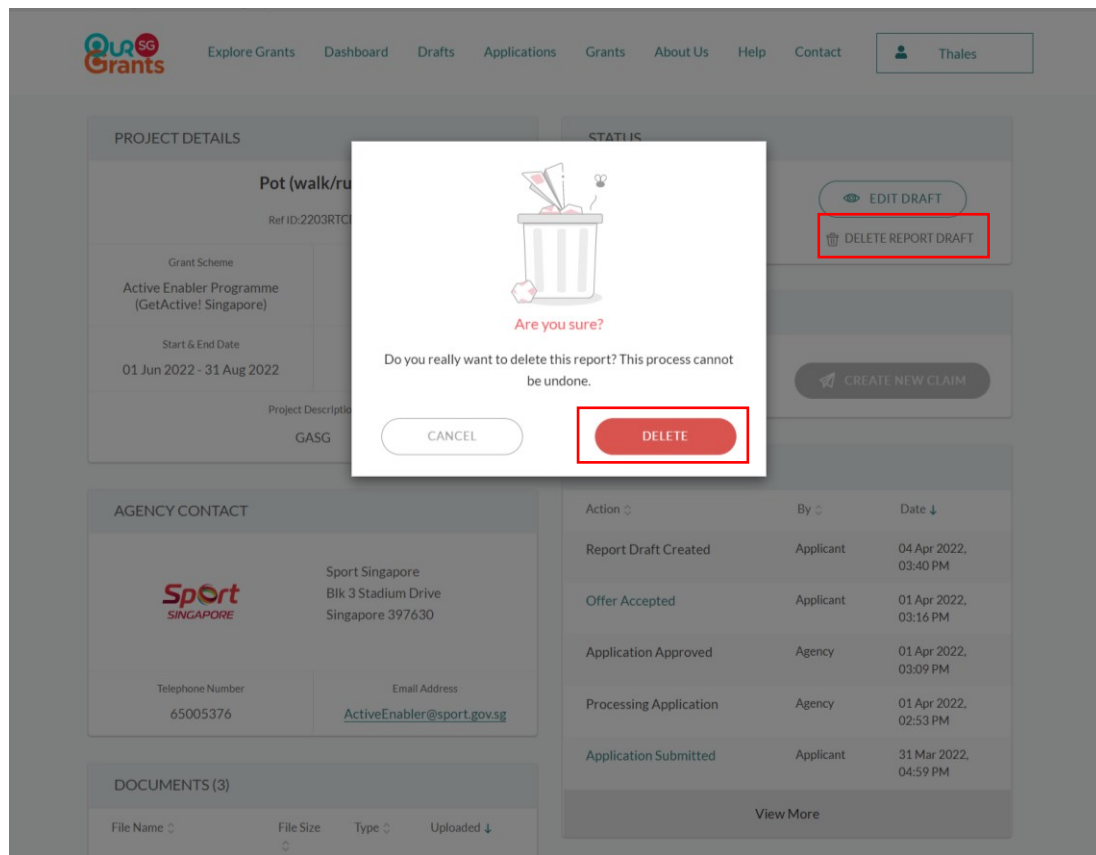 OUR SG
Grants
Explore Grants Dashboard Drafts Applications Grants About Us Help Contact Thales
PROJECT DETAILS
STATUS
Pot (walk/ru
Ref ID:2203RTC
EDIT DRAFT
DELETE REPORT DRAFT
Grant Scheme
Active Enabler Programme
(GetActive! Singapore)
Start & End Date
01 Jun 2022 - 31 Aug 2022
Project Descriptio
GASG
Are you sure?
Do you really want to delete this report? This process cannot
be undone.
CANCEL DELETE
CREATE NEW CLAIM
AGENCY CONTACT
Sport
SINGAPORE
Sport Singapore
Blk 3 Stadium Drive
Singapore 397630
Telephone Number Email Address
65005376 ActiveEnabler@sport.gov.sg
DOCUMENTS (3)
File Name File Size Type Uploaded
Action By Date
Report Draft Created Applicant 04 Apr 2022,
03:40 PM
Offer Accepted Applicant 01 Apr 2022,
03:16 PM
Application Approved Agency 01 Apr 2022,
03:09 PM
Processing Application Agency 01 Apr 2022,
02:53 PM
Application Submitted Applicant 31 Mar 2022,
04:59 PM
View More